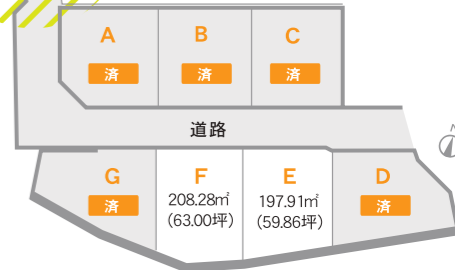 A B C
済 済 済
道路
N
G F E D
済 208.28㎡ 197.91㎡ 済
(63.00坪) (59.86坪)